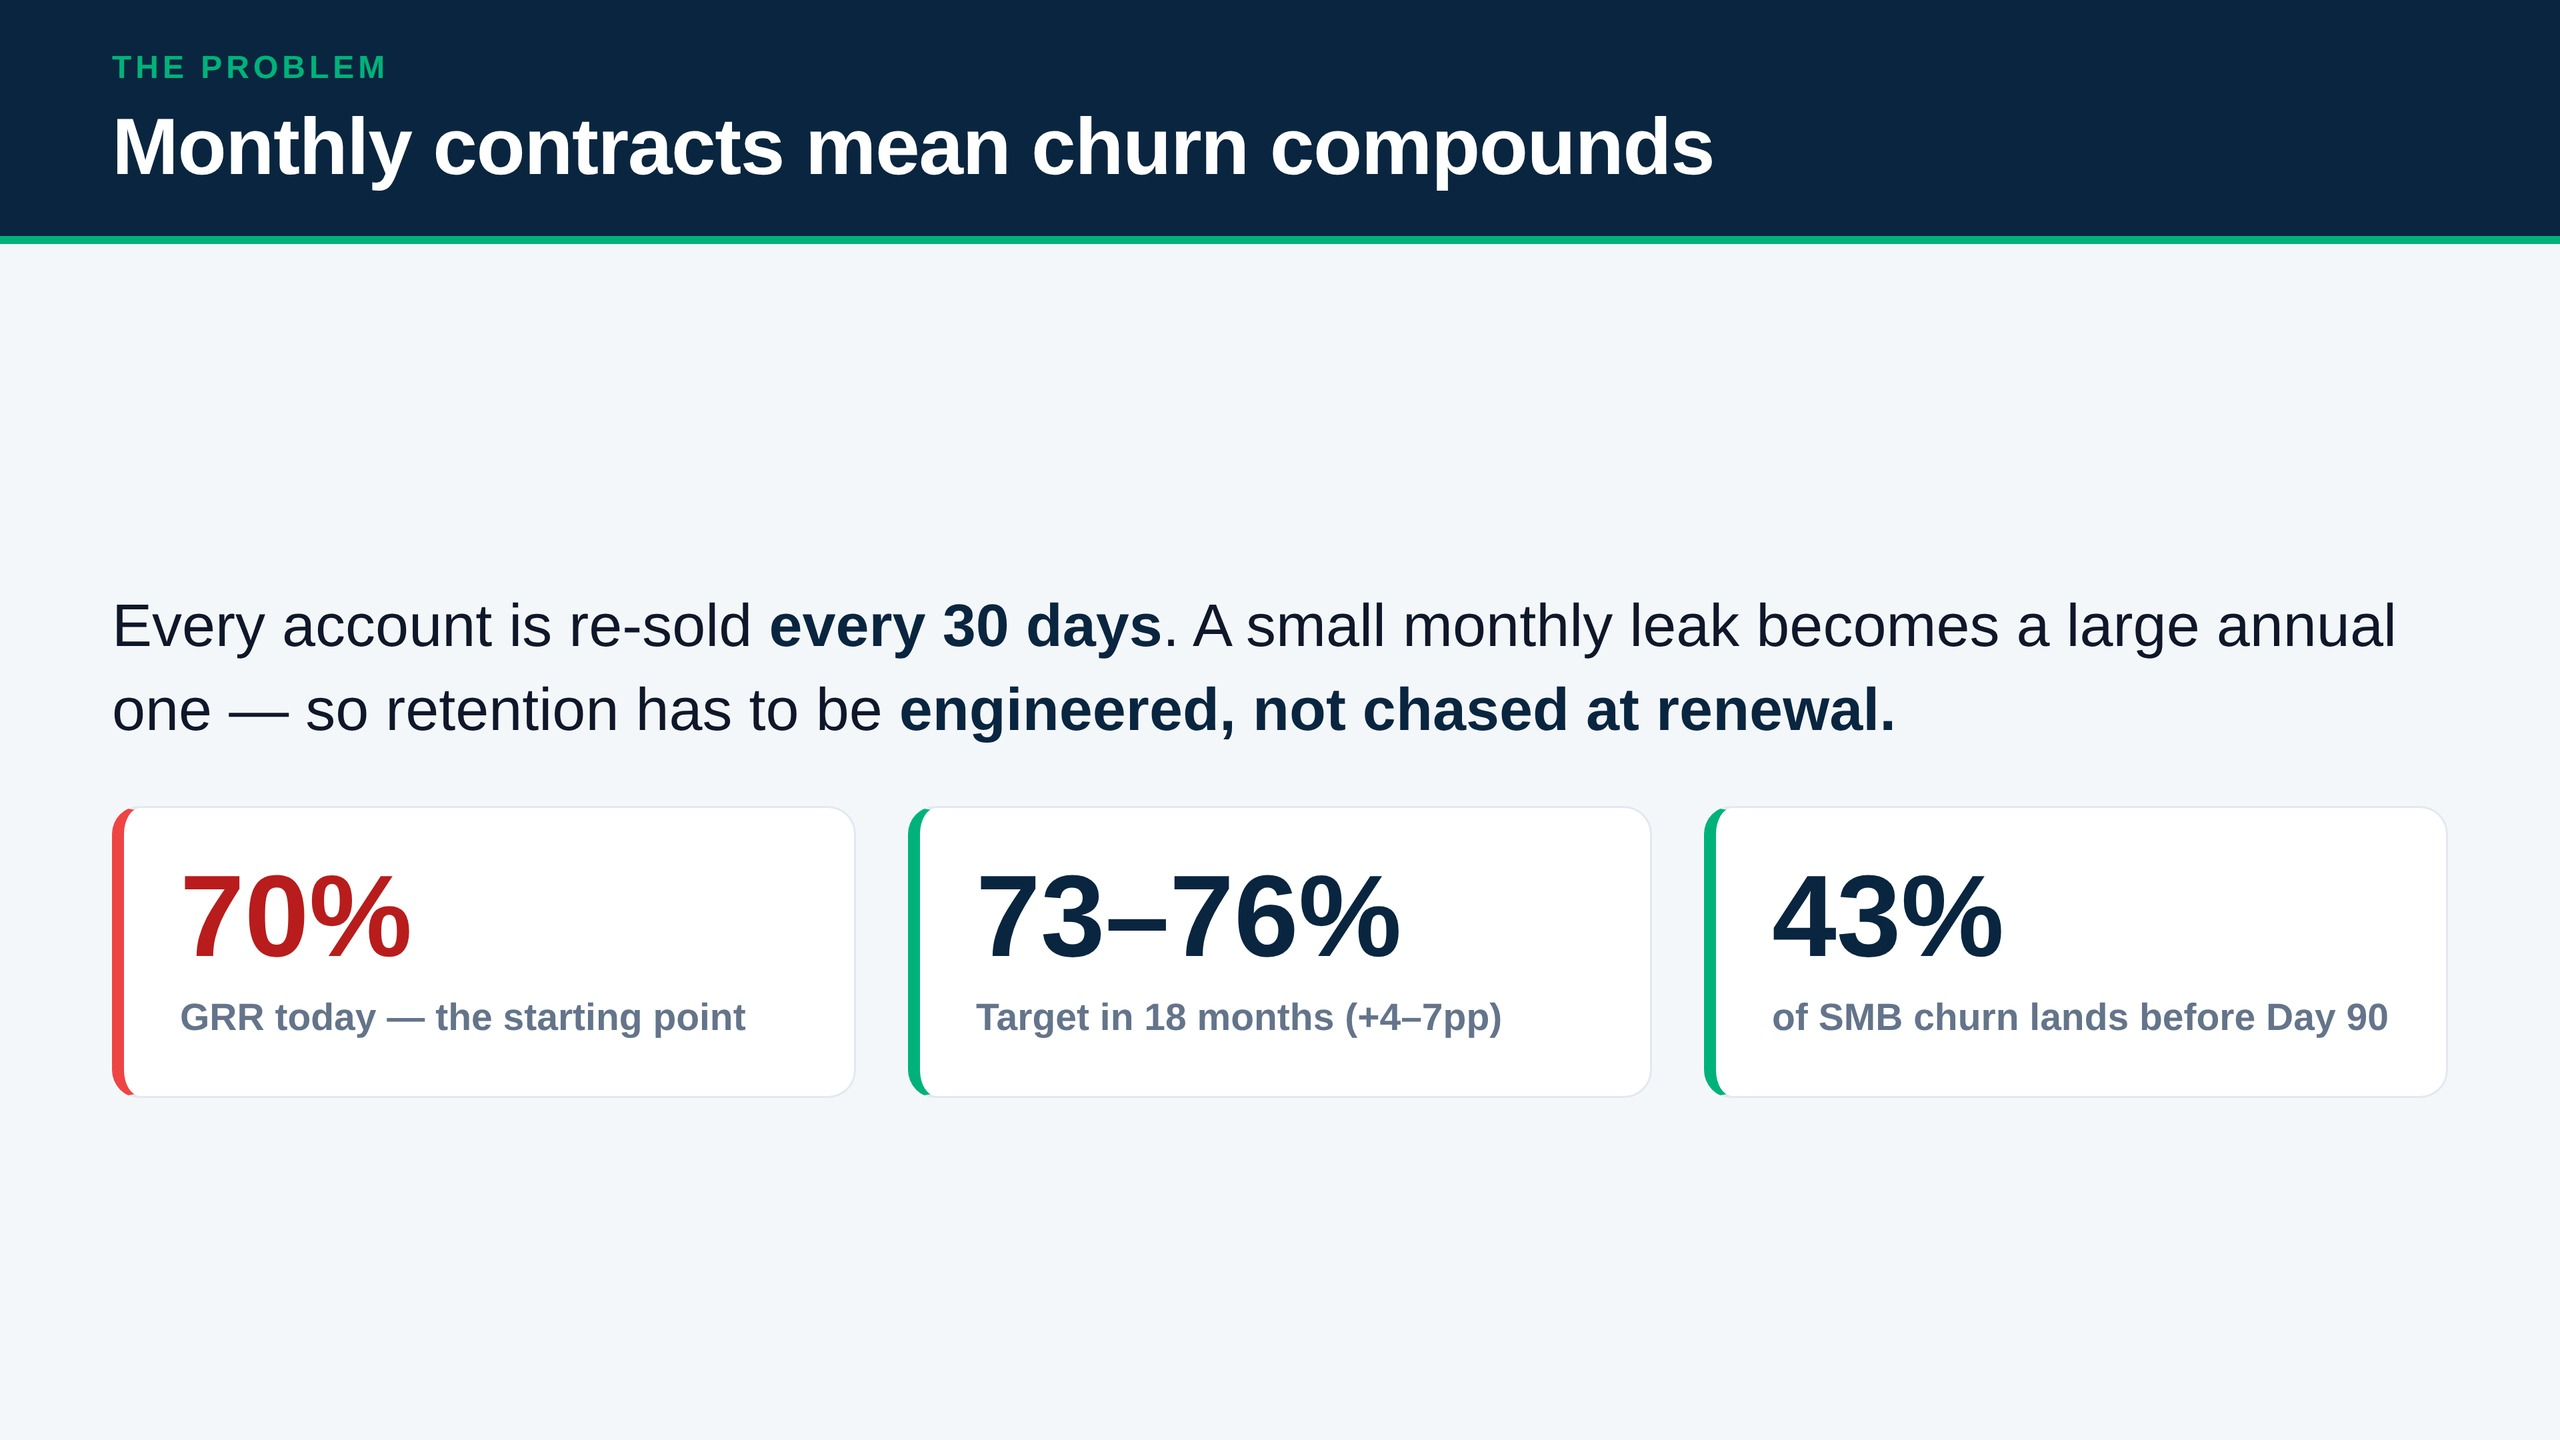 THE PROBLEM
Monthly contracts mean churn compounds
Every account is re-sold every 30 days. A small monthly leak becomes a large annual
one — so retention has to be engineered, not chased at renewal.
70%
GRR today — the starting point
73–76%
Target in 18 months (+4–7pp)
43%
of SMB churn lands before Day 90